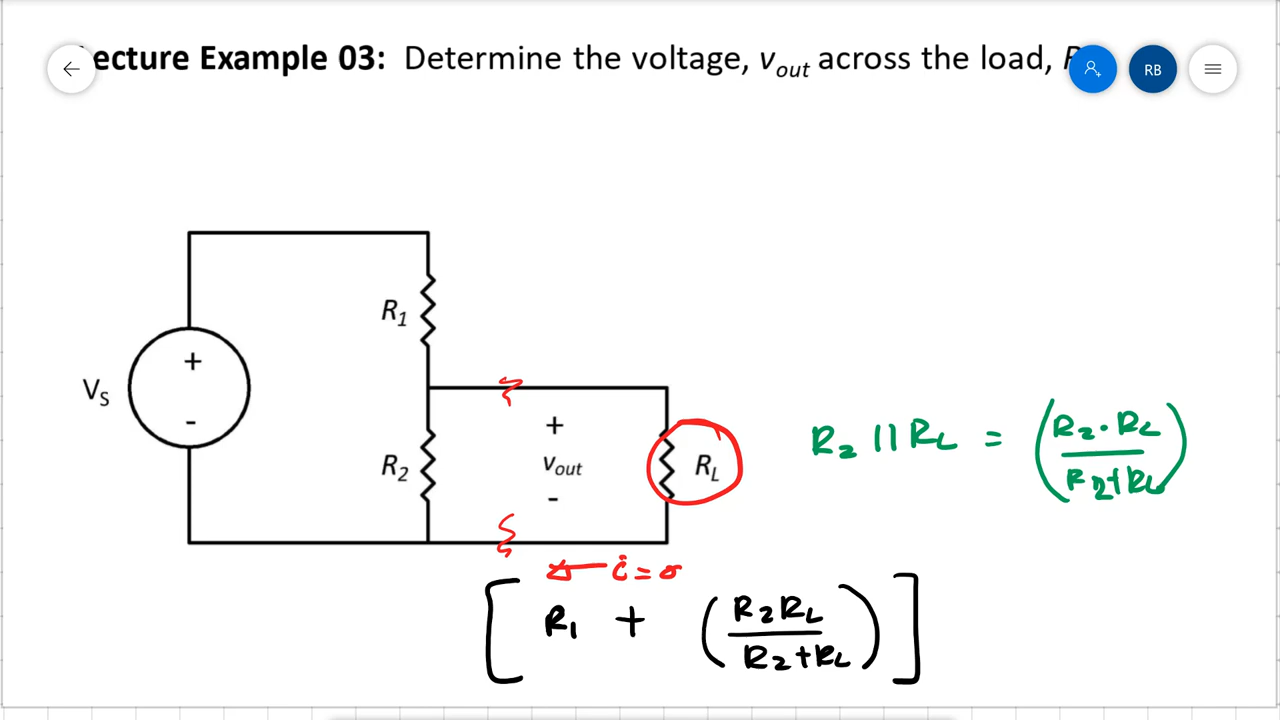 ecture Example 03: Determine the voltage, vout across the load,
RB
R1
+
Vs
-
+
R2
vout
RL
-
R2 || RL = (R2 · RL / R2+RL)
i = 0
[ R1 + (R2RL / R2+RL) ]